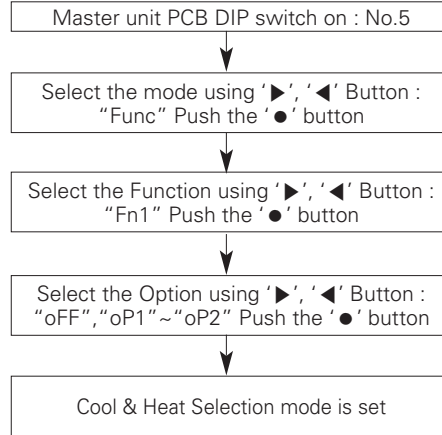 Master unit PCB DIP switch on : No.5
Select the mode using ‘▶’, ‘◀’ Button :
“Func” Push the ‘●’ button
Select the Function using ‘▶’, ‘◀’ Button :
“Fn1” Push the ‘●’ button
Select the Option using ‘▶’, ‘◀’ Button :
“oFF”,“oP1”~“oP2” Push the ‘●’ button
Cool & Heat Selection mode is set